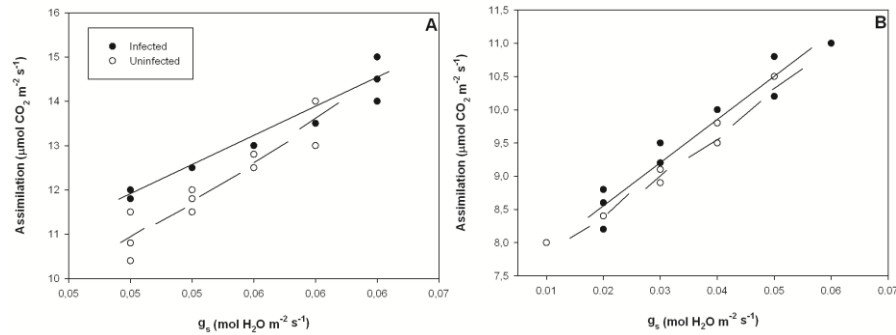 A
Infected
Uninfected
Assimilation (μmol CO2 m-2 s-1)
16
15
14
13
12
11
10
0,05 0,05 0,05 0,06 0,06 0,06 0,07
gs (mol H2O m-2 s-1)
B
Assimilation (μmol CO2 m-2 s-1)
11,5
11,0
10,5
10,0
9,5
9,0
8,5
8,0
7,5
0.01 0.02 0.03 0.04 0.05 0.06 0.07
gs (mol H2O m-2 s-1)